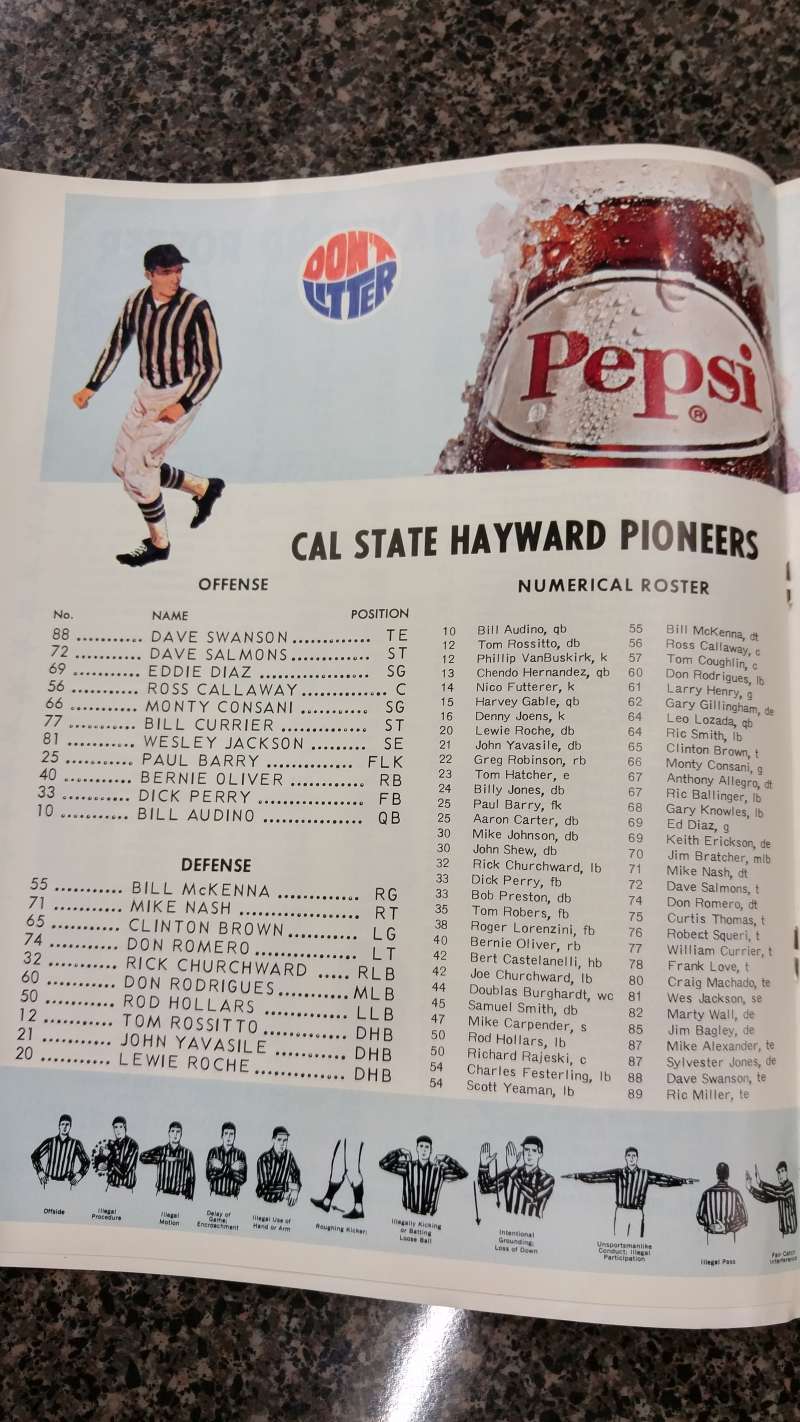 DON'T
LITTER
Pepsi®
CAL STATE HAYWARD PIONEERS
OFFENSE
No. NAME POSITION
88 ........... DAVE SWANSON ............. TE
72 ........... DAVE SALMONS ............. ST
69 ........... EDDIE DIAZ .................. SG
56 ........... ROSS CALLAWAY .............. C
66 ........... MONTY CONSANI ........... SG
77 ........... BILL CURRIER .............. ST
81 ........... WESLEY JACKSON ......... SE
25 ........... PAUL BARRY .............. FLK
40 ........... BERNIE OLIVER ............ RB
33 ........... DICK PERRY ................. FB
10 ........... BILL AUDINO ................ QB
DEFENSE
55 ........... BILL McKENNA ............. RG
71 ........... MIKE NASH .................. RT
65 ........... CLINTON BROWN ........... LG
74 ........... DON ROMERO ................ LT
32 ........... RICK CHURCHWARD ..... RLB
60 ........... DON RODRIGUES .......... MLB
50 ........... ROD HOLLARS .............. LLB
12 ........... TOM ROSSITTO ............. DHB
21 ........... JOHN YAVASILE ............ DHB
20 ........... LEWIE ROCHE .............. DHB
NUMERICAL ROSTER
10 Bill Audino, qb
12 Tom Rossitto, db
12 Phillip VanBuskirk, k
13 Chendo Hernandez, qb
14 Nico Futterer, k
15 Harvey Gable, qb
16 Denny Joens, k
20 Lewie Roche, db
21 John Yavasile, db
22 Greg Robinson, rb
23 Tom Hatcher, e
24 Billy Jones, db
25 Paul Barry, fk
25 Aaron Carter, db
30 Mike Johnson, db
30 John Shew, db
32 Rick Churchward, lb
33 Dick Perry, fb
33 Bob Preston, db
35 Tom Robers, fb
38 Roger Lorenzini, fb
40 Bernie Oliver, rb
42 Bert Castelanelli, hb
42 Joe Churchward, lb
44 Doublas Burghardt, wc
45 Samuel Smith, db
47 Mike Carpender, s
50 Rod Hollars, lb
50 Richard Rajeski, c
54 Charles Festerling, lb
54 Scott Yeaman, lb
55 Bill McKenna, dt
56 Ross Callaway, c
57 Tom Coughlin, c
60 Don Rodrigues, lb
61 Larry Henry, g
62 Gary Gillingham, de
64 Leo Lozada, qb
64 Ric Smith, lb
65 Clinton Brown, t
66 Monty Consani, g
67 Anthony Allegro, dt
67 Ric Ballinger, lb
68 Gary Knowles, lb
69 Ed Diaz, g
69 Keith Erickson, de
70 Jim Bratcher, mlb
71 Mike Nash, dt
72 Dave Salmons, t
74 Don Romero, dt
75 Curtis Thomas, t
76 Robect Squeri, t
77 William Currier, t
78 Frank Love, t
80 Craig Machado, te
81 Wes Jackson, se
82 Marty Wall, de
85 Jim Bagley, de
87 Mike Alexander, te
87 Sylvester Jones, de
88 Dave Swanson, te
89 Ric Miller, te
Offside
Illegal
Procedure
Illegal
Motion
Delay of
Game;
Encroachment
Illegal Use of
Hand or Arm
Roughing Kicker
Illegally Kicking
or Batting
Loose Ball
Intentional
Grounding;
Loss of Down
Unsportsmanlike
Conduct; Illegal
Participation
Illegal Pass
Fair Catch
Interference